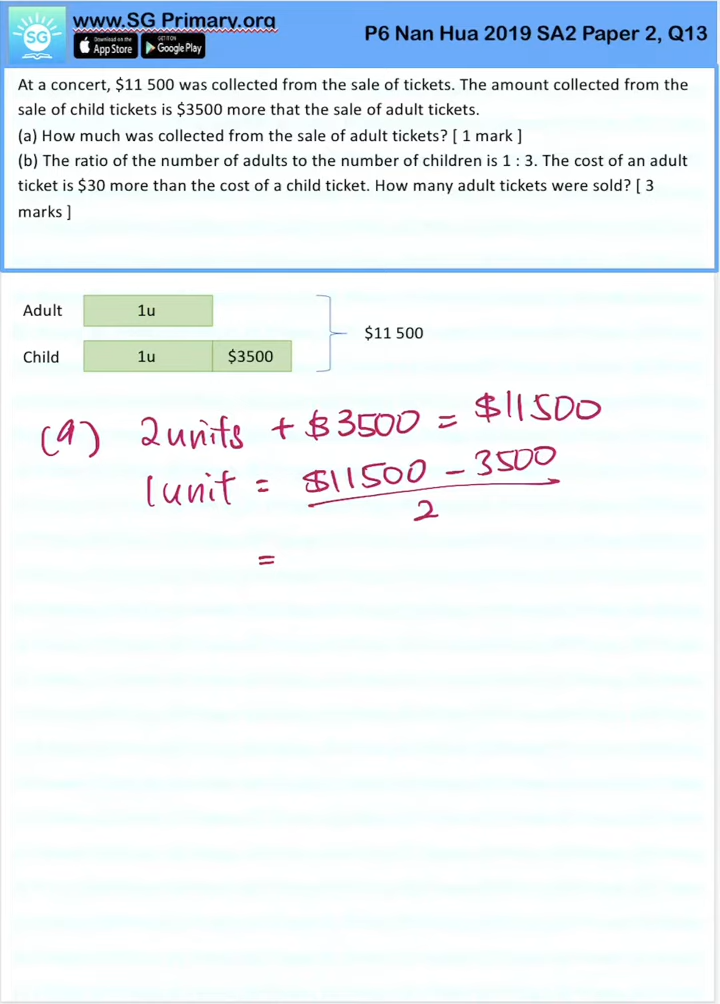 www.SG Primary.org
SG
Download on the
App Store
GET IT ON
Google Play
P6 Nan Hua 2019 SA2 Paper 2, Q13
At a concert, $11 500 was collected from the sale of tickets. The amount collected from the
sale of child tickets is $3500 more that the sale of adult tickets.
(a) How much was collected from the sale of adult tickets? [ 1 mark ]
(b) The ratio of the number of adults to the number of children is 1 : 3. The cost of an adult
ticket is $30 more than the cost of a child ticket. How many adult tickets were sold? [ 3
marks ]
Adult 1u
$11 500
Child 1u $3500
(a) 2units + $3500 = $11500
1unit = $11500 - 3500
2
=